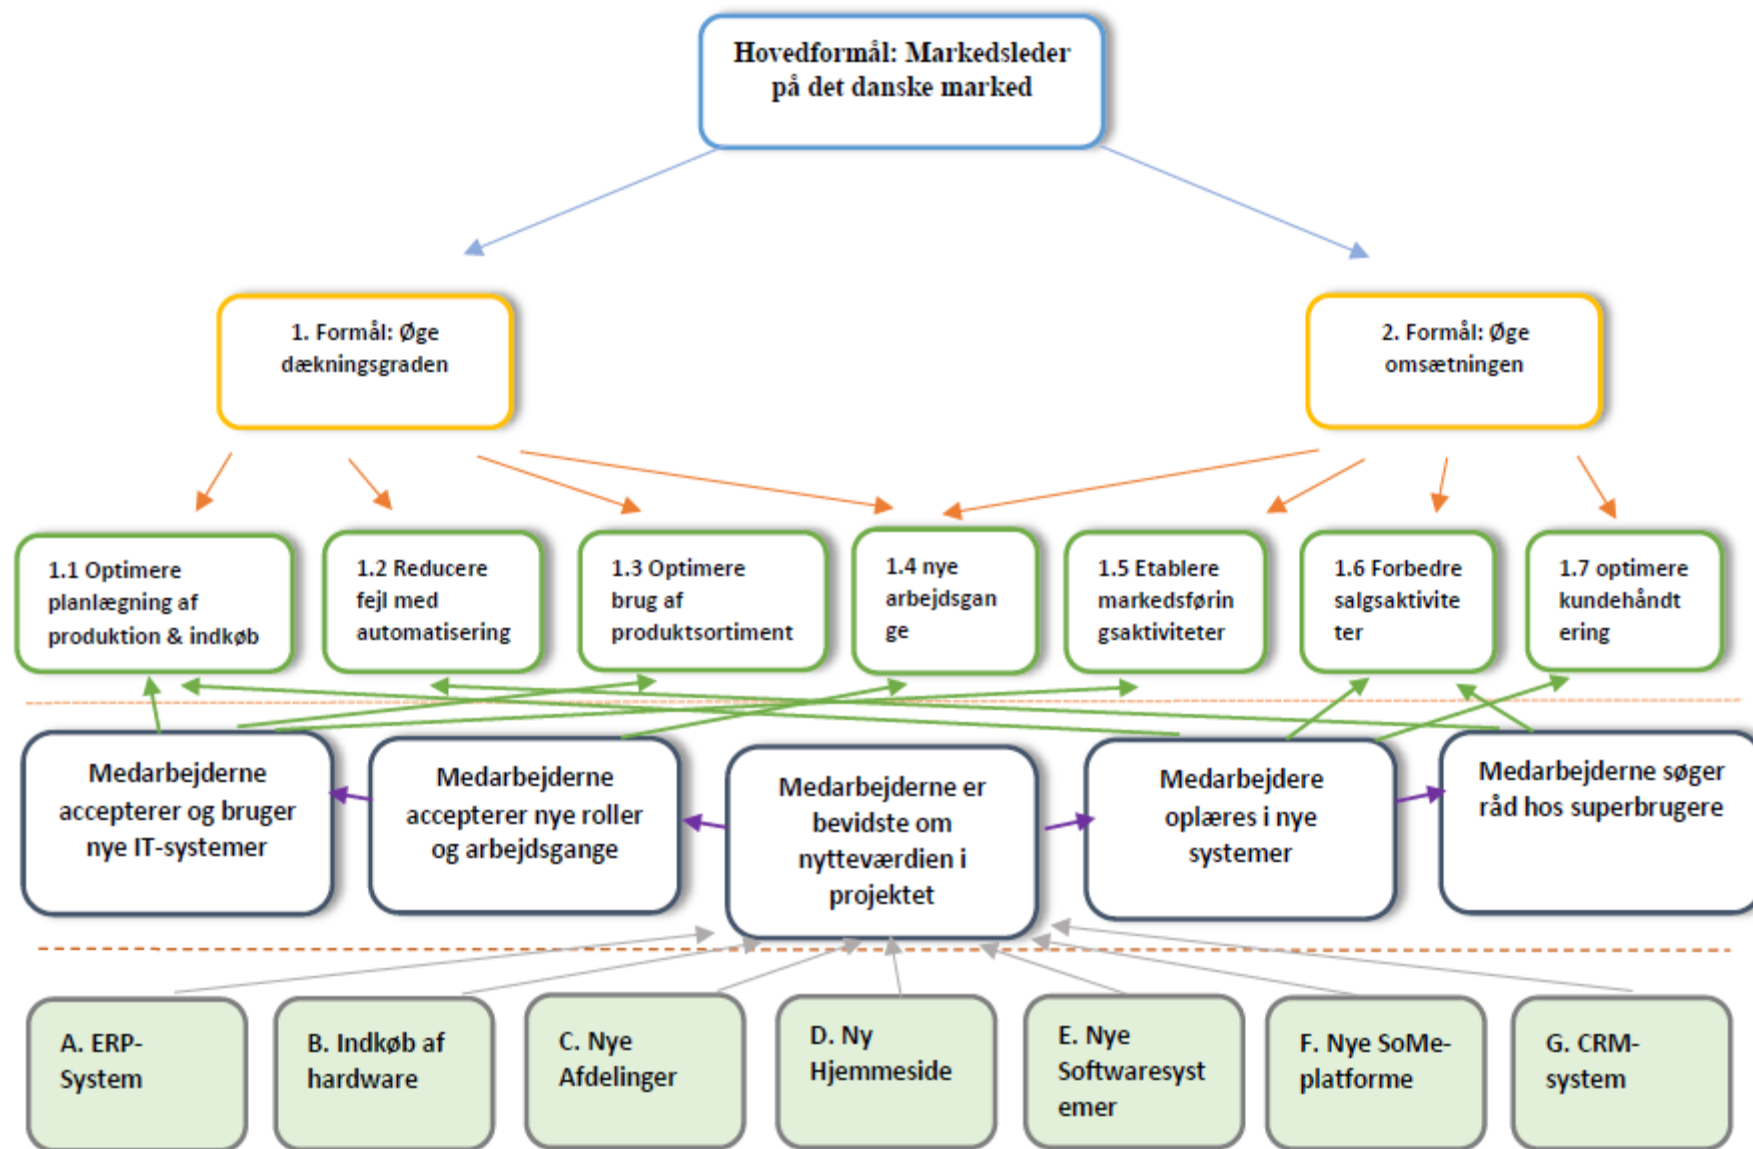 Hovedformål: Markedsleder
på det danske marked
1. Formål: Øge
dækningsgraden
2. Formål: Øge
omsætningen
1.1 Optimere
planlægning af
produktion & indkøb
1.2 Reducere
fejl med
automatisering
1.3 Optimere
brug af
produktsortiment
1.4 nye
arbejdsgan
ge
1.5 Etablere
markedsførin
gsaktiviteter
1.6 Forbedre
salgsaktivite
ter
1.7 optimere
kundehåndt
ering
Medarbejderne
accepterer og bruger
nye IT-systemer
Medarbejderne
accepterer nye roller
og arbejdsgange
Medarbejderne er
bevidste om
nytteværdien i
projektet
Medarbejdere
oplæres i nye
systemer
Medarbejderne søger
råd hos superbrugere
A. ERP-
System
B. Indkøb af
hardware
C. Nye
Afdelinger
D. Ny
Hjemmeside
E. Nye
Softwaresyst
emer
F. Nye SoMe-
platforme
G. CRM-
system